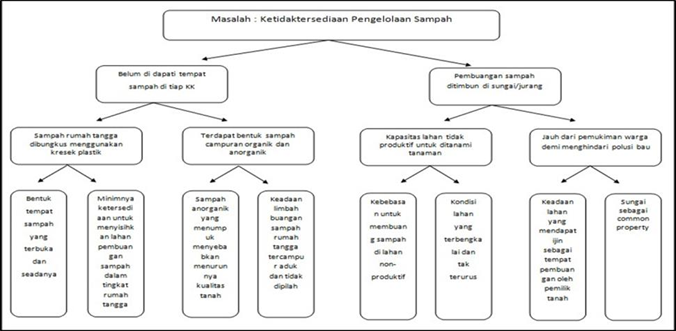 Masalah : Ketidaktersediaan Pengelolaan Sampah
Belum di dapati tempat
sampah di tiap KK
Pembuangan sampah
ditimbun di sungai/jurang
Sampah rumah tangga
dibungkus menggunakan
kresek plastik
Terdapat bentuk sampah
campuran organik dan
anorganik
Kapasitas lahan tidak
produktif untuk ditanami
tanaman
Jauh dari pemukiman warga
demi menghindari polusi bau
Bentuk
tempat
sampah
yang
terbuka
dan
seadanya
Minimnya
ketersedi
aan untuk
menyisihk
an lahan
pembuan
gan
sampah
dalam
tingkat
rumah
tangga
Sampah
anorganik
yang
menump
uk
menyeba
bkan
menurun
nya
kualitas
tanah
Keadaan
limbah
buangan
sampah
rumah
tangga
tercampu
r aduk
dan tidak
dipilah
Kebebasa
n untuk
membuan
g sampah
di lahan
non-
produktif
Kondisi
lahan
yang
terbengka
lai dan
tak
terurus
Keadaan
lahan
yang
mendapat
ijin
sebagai
tempat
pembuan
gan oleh
pemilik
tanah
Sungai
sebagai
common
property